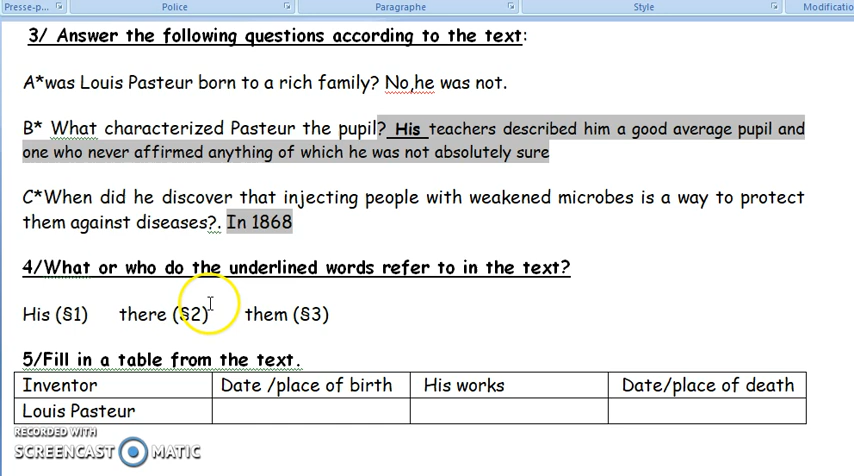 Presse-p... Police Paragraphe Style Modification
3/ Answer the following questions according to the text:
A*was Louis Pasteur born to a rich family? No,he was not.
B* What characterized Pasteur the pupil? His teachers described him a good average pupil and
one who never affirmed anything of which he was not absolutely sure
C*When did he discover that injecting people with weakened microbes is a way to protect
them against diseases?. In 1868
4/What or who do the underlined words refer to in the text?
His (§1) there (§2) them (§3)
5/Fill in a table from the text.
Inventor Date /place of birth His works Date/place of death
Louis Pasteur
RECORDED WITH
SCREENCAST MATIC